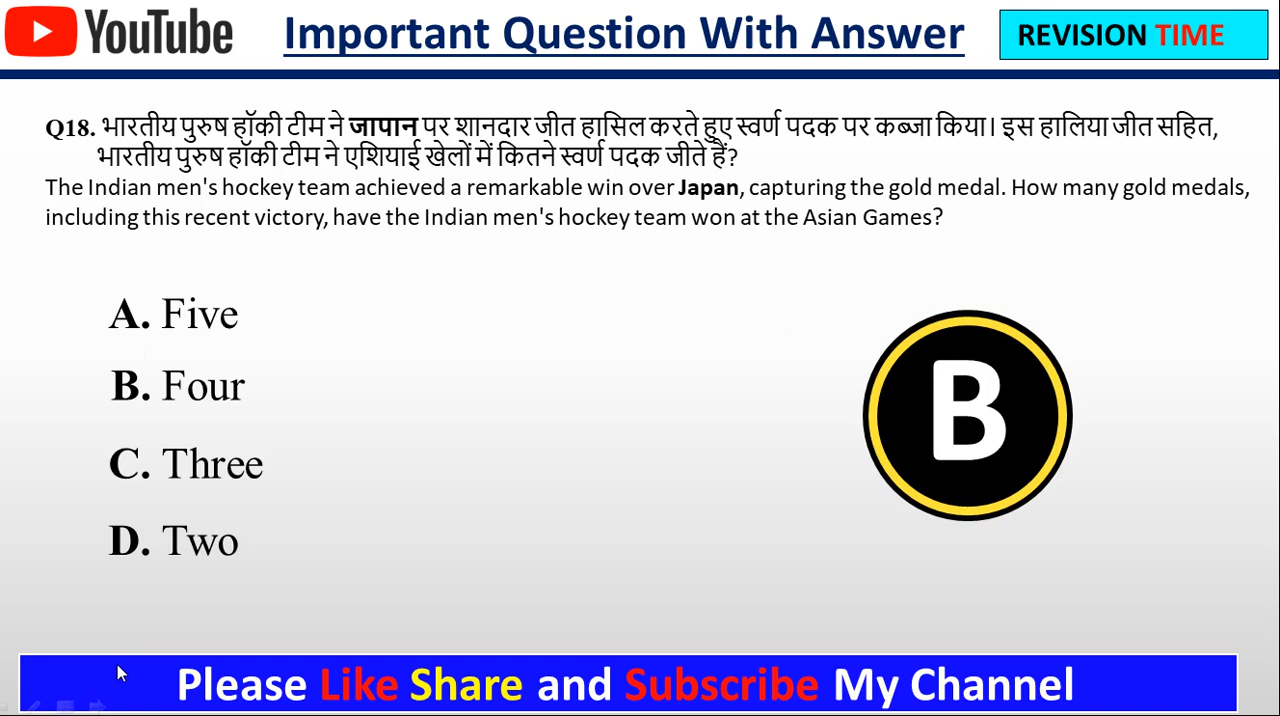 YouTube Important Question With Answer REVISION TIME
Q18. भारतीय पुरुष हॉकी टीम ने जापान पर शानदार जीत हासिल करते हुए स्वर्ण पदक पर कब्जा किया। इस हालिया जीत सहित,
भारतीय पुरुष हॉकी टीम ने एशियाई खेलों में कितने स्वर्ण पदक जीते हैं?
The Indian men's hockey team achieved a remarkable win over Japan, capturing the gold medal. How many gold medals,
including this recent victory, have the Indian men's hockey team won at the Asian Games?
A. Five
B. Four
C. Three
D. Two
B
Please Like Share and Subscribe My Channel